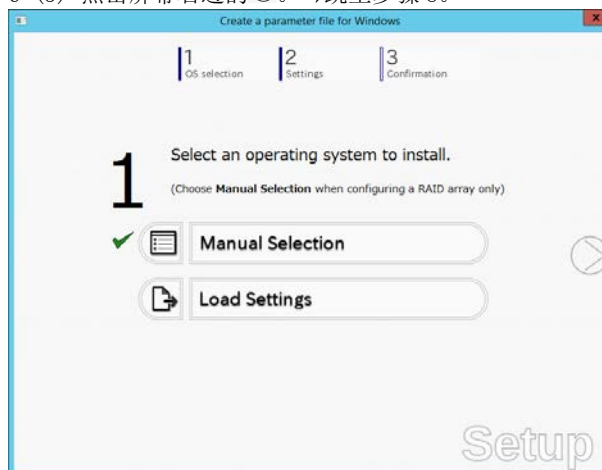 Create a parameter file for Windows
x
1
OS selection
2
Settings
3
Confirmation
1
Select an operating system to install.
(Choose Manual Selection when configuring a RAID array only)
Manual Selection
Load Settings
Setup